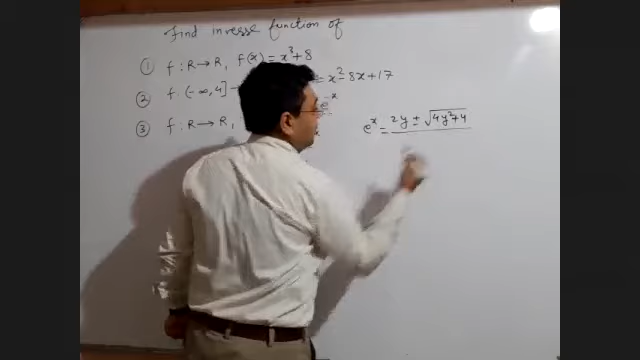 Find inverse function of
① f : R → R, f(x) = x³ + 8
② f : (-∞, 4] → = x² - 8x + 17
③ f : R → R, e⁻ˣ
eˣ = 2y ± √4y² + 4